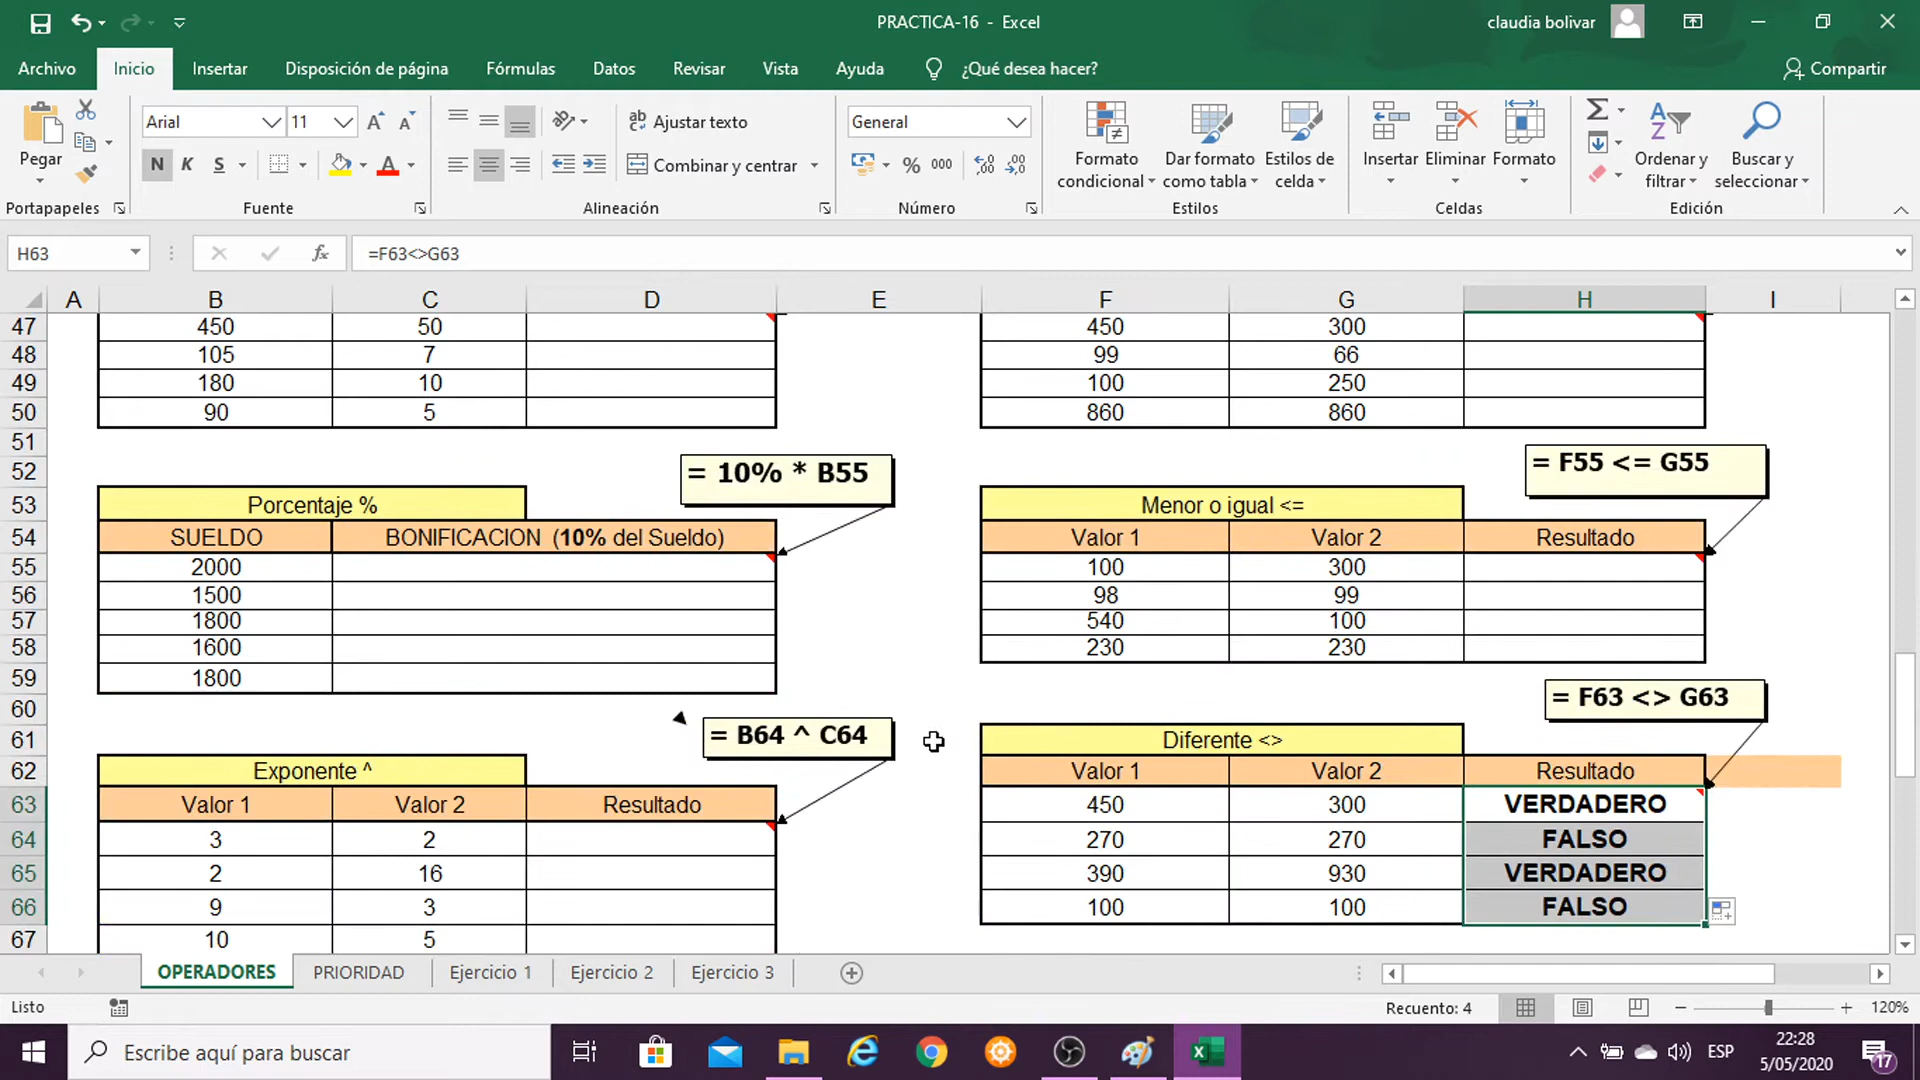 PRACTICA-16 - Excel
claudia bolivar
Archivo Inicio Insertar Disposición de página Fórmulas Datos Revisar Vista Ayuda ¿Qué desea hacer? Compartir
Pegar
Portapapeles
Arial 11
N K S
Fuente
Ajustar texto
Combinar y centrar
Alineación
General
% 000
Número
Formato condicional
Dar formato como tabla
Estilos de celda
Estilos
Insertar Eliminar Formato
Celdas
Ordenar y filtrar
Buscar y seleccionar
Edición
H63 fx =F63<>G63
A B C D E F G H I
47 450 50 450 300
48 105 7 99 66
49 180 10 100 250
50 90 5 860 860
51
52 = 10% * B55 = F55 <= G55
53 Porcentaje % Menor o igual <=
54 SUELDO BONIFICACION (10% del Sueldo) Valor 1 Valor 2 Resultado
55 2000 100 300
56 1500 98 99
57 1800 540 100
58 1600 230 230
59 1800
60 = B64 ^ C64 = F63 <> G63
61 Diferente <>
62 Exponente ^ Valor 1 Valor 2 Resultado
63 Valor 1 Valor 2 Resultado 450 300 VERDADERO
64 3 2 270 270 FALSO
65 2 16 390 930 VERDADERO
66 9 3 100 100 FALSO
67 10 5
OPERADORES PRIORIDAD Ejercicio 1 Ejercicio 2 Ejercicio 3
Listo Recuento: 4 120%
Escribe aquí para buscar
ESP
22:28
5/05/2020
17